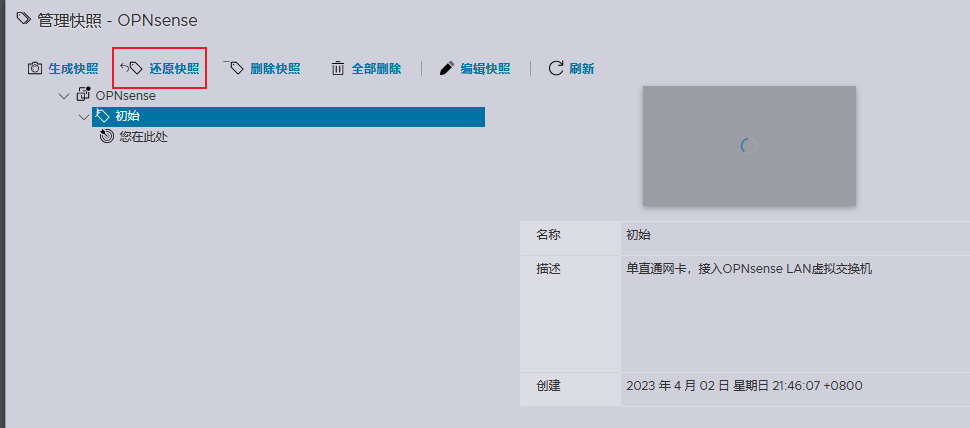 管理快照 - OPNsense
生成快照 还原快照 删除快照 全部删除 编辑快照 刷新
OPNsense
初始
您在此处
名称 初始
描述 单直通网卡，接入OPNsense LAN虚拟交换机
创建 2023 年 4 月 02 日 星期日 21:46:07 +0800